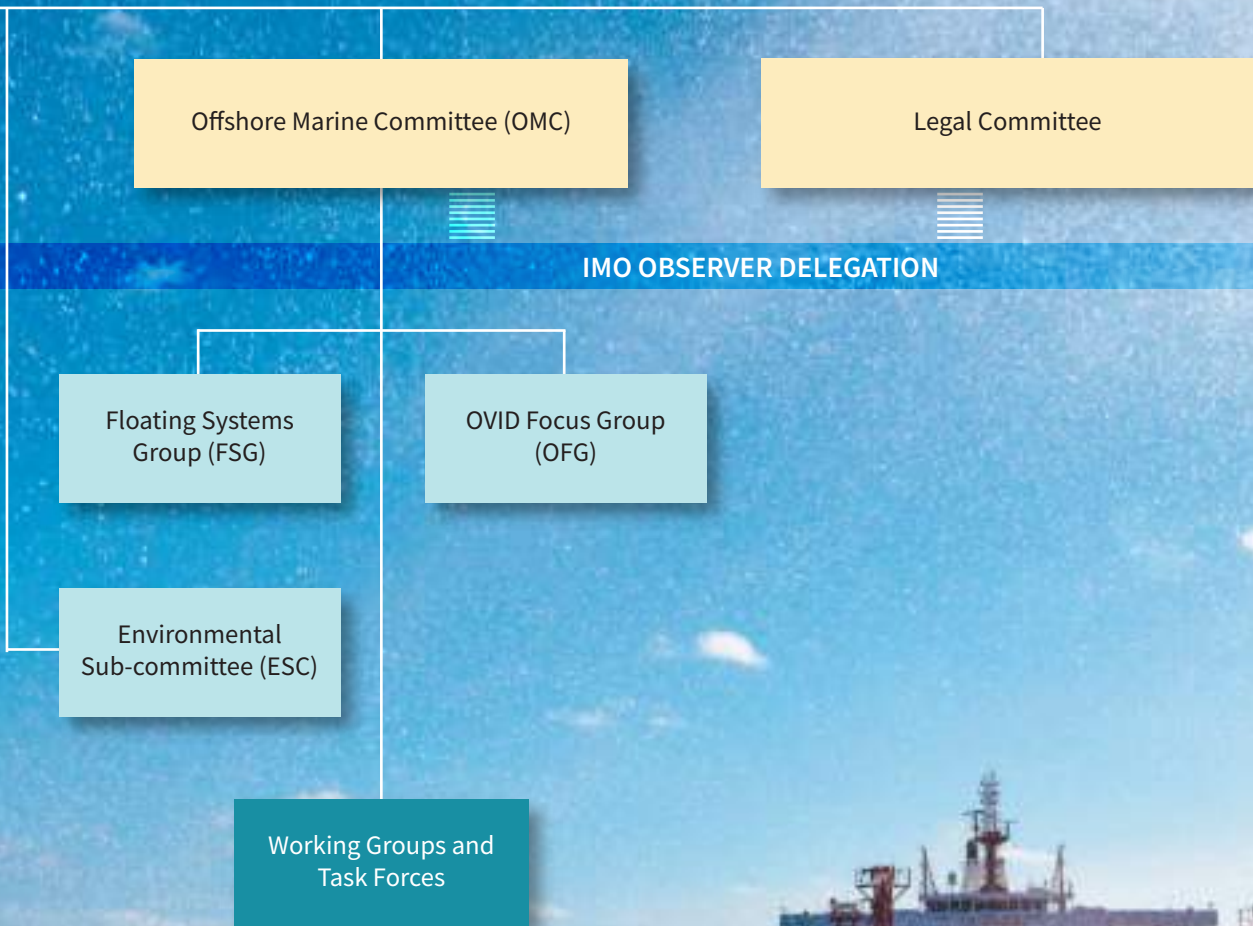 Offshore Marine Committee (OMC)
Legal Committee
IMO OBSERVER DELEGATION
Floating Systems
Group (FSG)
OVID Focus Group
(OFG)
Environmental
Sub-committee (ESC)
Working Groups and
Task Forces